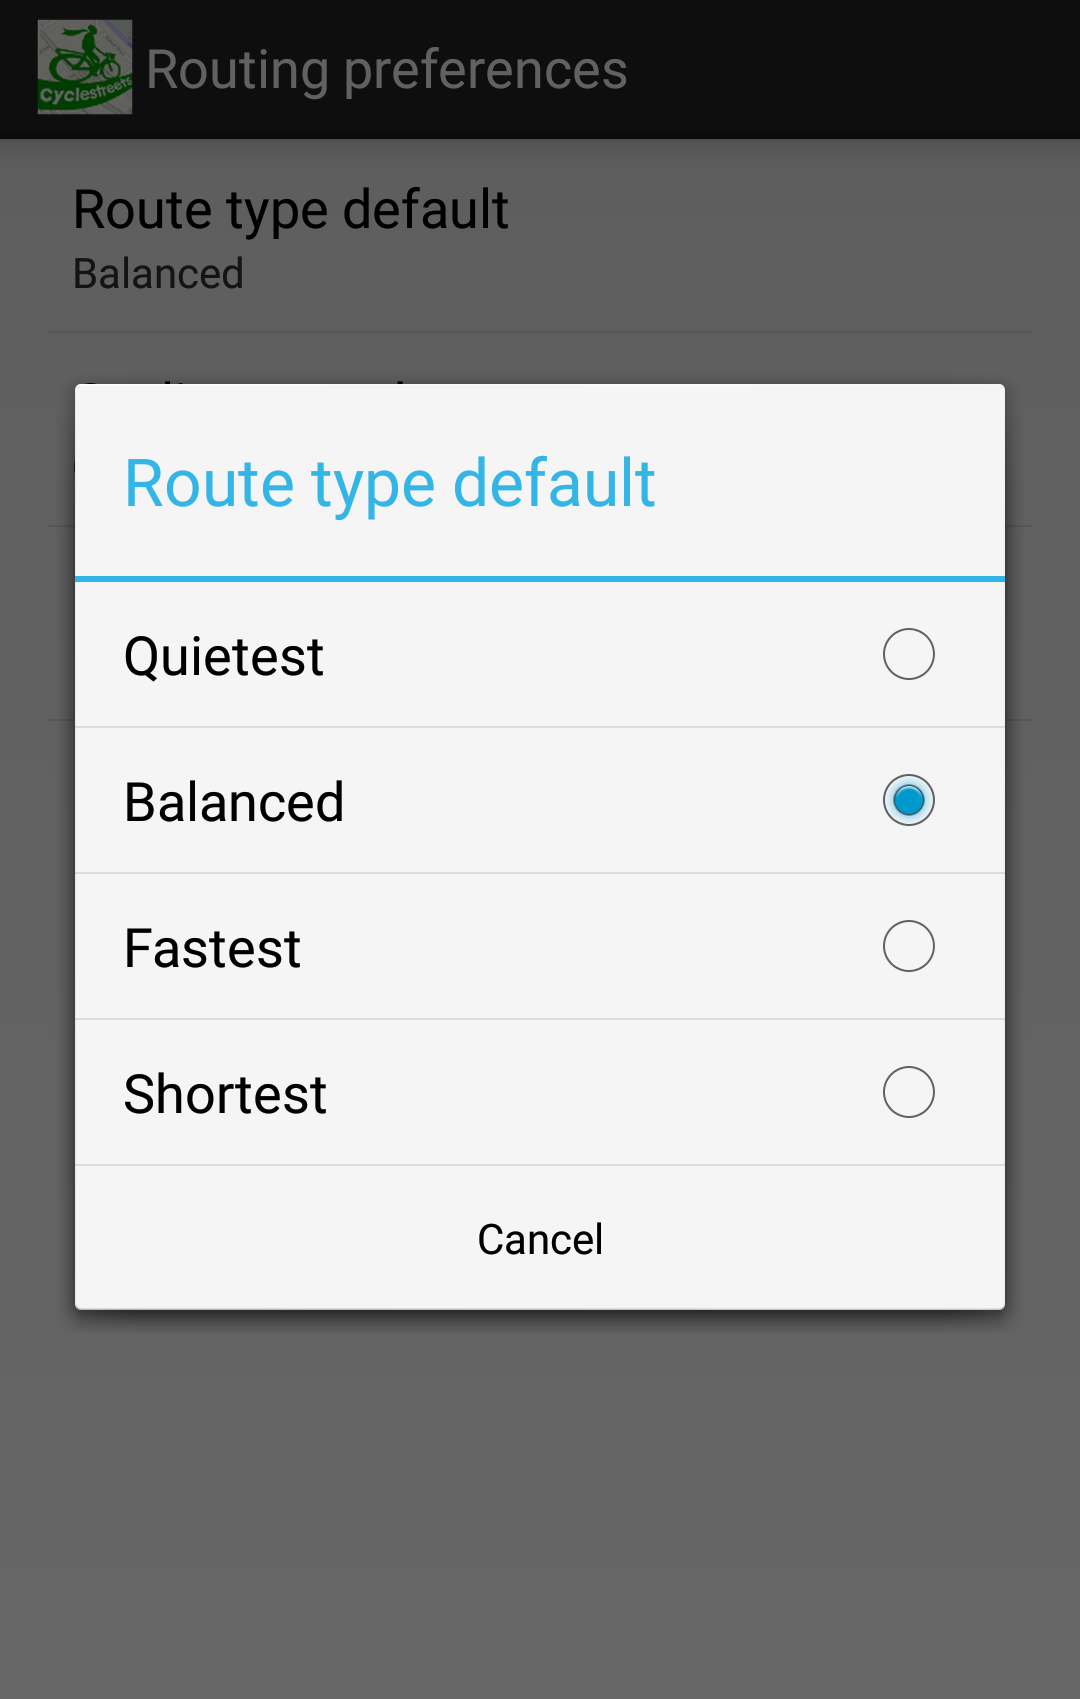 Cyclestreets
Routing preferences
Route type default
Balanced
Route type default
Quietest
Balanced
Fastest
Shortest
Cancel